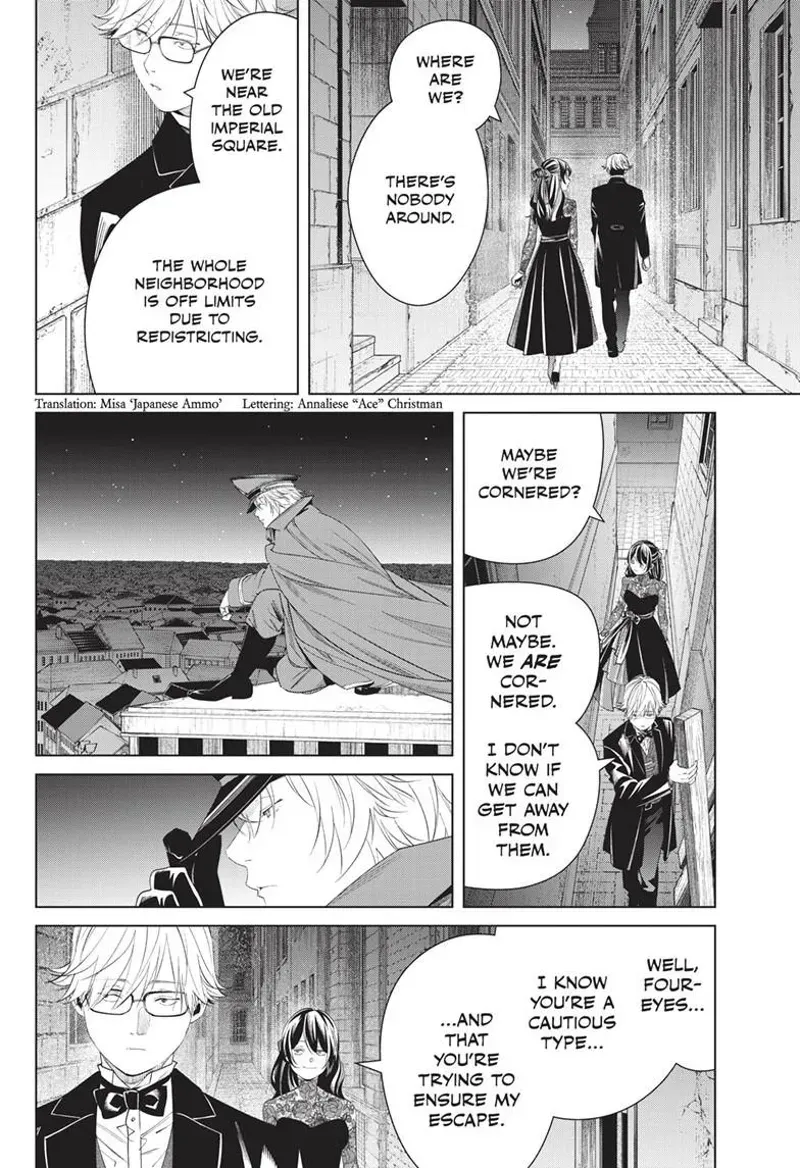 WHERE
ARE
WE?
THERE'S
NOBODY
AROUND.
WE'RE
NEAR
THE OLD
IMPERIAL
SQUARE.
THE WHOLE
NEIGHBORHOOD
IS OFF LIMITS
DUE TO
REDISTRICTING.
Translation: Misa 'Japanese Ammo' Lettering: Annaliese "Ace" Christman
MAYBE
WE'RE
CORNERED?
NOT
MAYBE.
WE ARE
COR-
NERED.
I DON'T
KNOW IF
WE CAN
GET AWAY
FROM
THEM.
WELL,
FOUR-
EYES...
I KNOW
YOU'RE A
CAUTIOUS
TYPE...
...AND
THAT
YOU'RE
TRYING TO
ENSURE MY
ESCAPE.